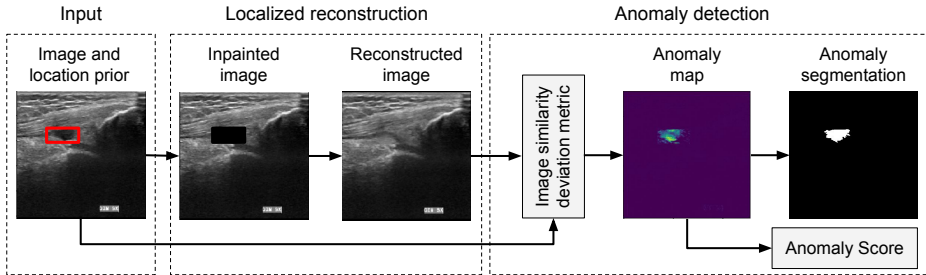 Input
Localized reconstruction
Anomaly detection
Image and
location prior
Inpainted
image
Reconstructed
image
Image similarity
deviation metric
Anomaly
map
Anomaly
segmentation
Anomaly Score